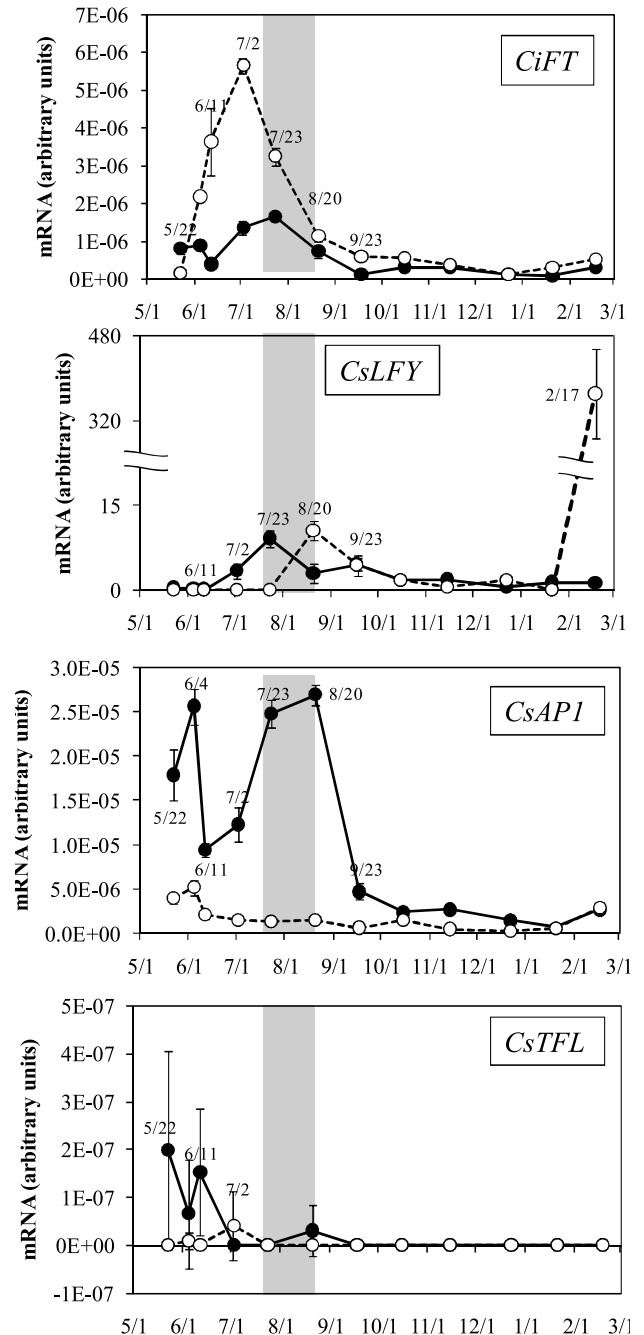 7E-06
7/2
CiFT
6E-06
5E-06
6/11
4E-06
7/23
3E-06
2E-06
8/20
5/22
9/23
1E-06
0E+00
mRNA (arbitrary units)
5/1 6/1 7/1 8/1 9/1 10/1 11/1 12/1 1/1 2/1 3/1
480
CsLFY
2/17
320
8/20
15
7/23
9/23
7/2
6/11
0
mRNA (arbitrary units)
5/1 6/1 7/1 8/1 9/1 10/1 11/1 12/1 1/1 2/1 3/1
3.0E-05
6/4
7/23
8/20
CsAP1
2.5E-05
2.0E-05
1.5E-05
7/2
5/22
1.0E-05
6/11
9/23
5.0E-06
0.0E+00
mRNA (arbitrary units)
5/1 6/1 7/1 8/1 9/1 10/1 11/1 12/1 1/1 2/1 3/1
5E-07
CsTFL
4E-07
3E-07
5/22
2E-07
6/11
7/2
1E-07
0E+00
-1E-07
mRNA (arbitrary units)
5/1 6/1 7/1 8/1 9/1 10/1 11/1 12/1 1/1 2/1 3/1